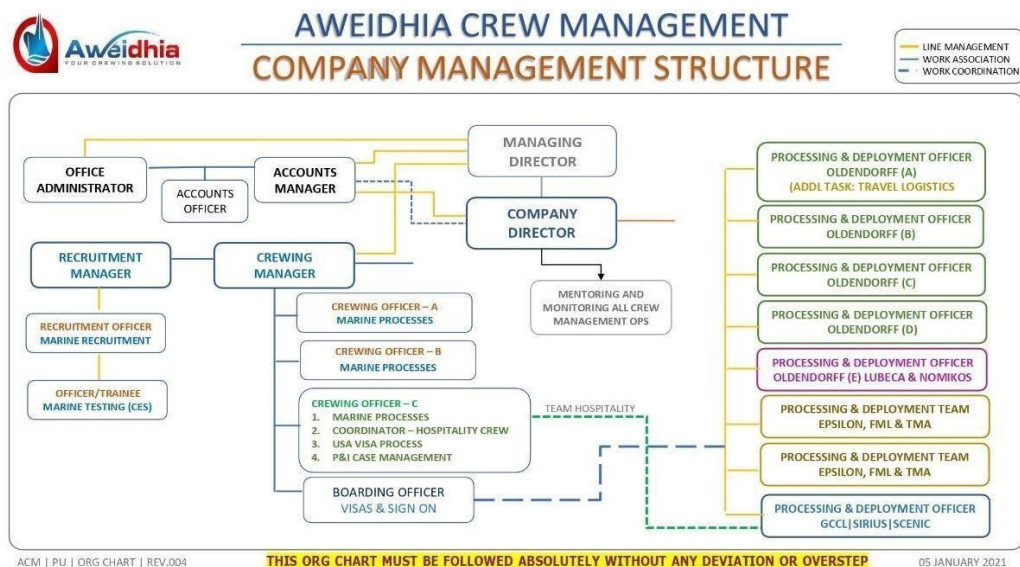 Aweidhia
YOUR CREWING SOLUTION
AWEIDHIA CREW MANAGEMENT
COMPANY MANAGEMENT STRUCTURE
LINE MANAGEMENT
WORK ASSOCIATION
WORK COORDINATION
MANAGING
DIRECTOR
OFFICE
ADMINISTRATOR
ACCOUNTS
OFFICER
ACCOUNTS
MANAGER
COMPANY
DIRECTOR
RECRUITMENT
MANAGER
CREWING
MANAGER
MENTORING AND
MONITORING ALL CREW
MANAGEMENT OPS
RECRUITMENT OFFICER
MARINE RECRUITMENT
OFFICER/TRAINEE
MARINE TESTING (CES)
CREWING OFFICER – A
MARINE PROCESSES
CREWING OFFICER – B
MARINE PROCESSES
CREWING OFFICER – C
1. MARINE PROCESSES
2. COORDINATOR – HOSPITALITY CREW
3. USA VISA PROCESS
4. P&I CASE MANAGEMENT
TEAM HOSPITALITY
BOARDING OFFICER
VISAS & SIGN ON
PROCESSING & DEPLOYMENT OFFICER
OLDENDORFF (A)
(ADDL TASK: TRAVEL LOGISTICS
PROCESSING & DEPLOYMENT OFFICER
OLDENDORFF (B)
PROCESSING & DEPLOYMENT OFFICER
OLDENDORFF (C)
PROCESSING & DEPLOYMENT OFFICER
OLDENDORFF (D)
PROCESSING & DEPLOYMENT OFFICER
OLDENDORFF (E) LUBECA & NOMIKOS
PROCESSING & DEPLOYMENT TEAM
EPSILON, FML & TMA
PROCESSING & DEPLOYMENT TEAM
EPSILON, FML & TMA
PROCESSING & DEPLOYMENT OFFICER
GCCL|SIRIUS|SCENIC
ACM | PU | ORG CHART | REV.004
THIS ORG CHART MUST BE FOLLOWED ABSOLUTELY WITHOUT ANY DEVIATION OR OVERSTEP
05 JANUARY 2021